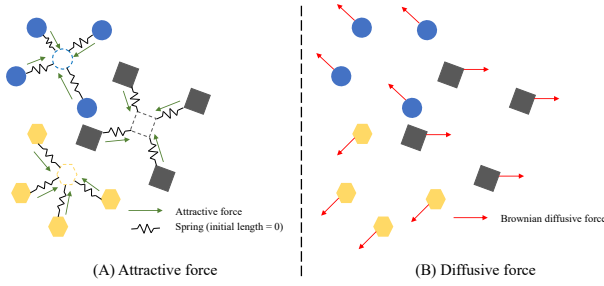 Attractive force
Spring (initial length = 0)
(A) Attractive force
Brownian diffusive force
(B) Diffusive force